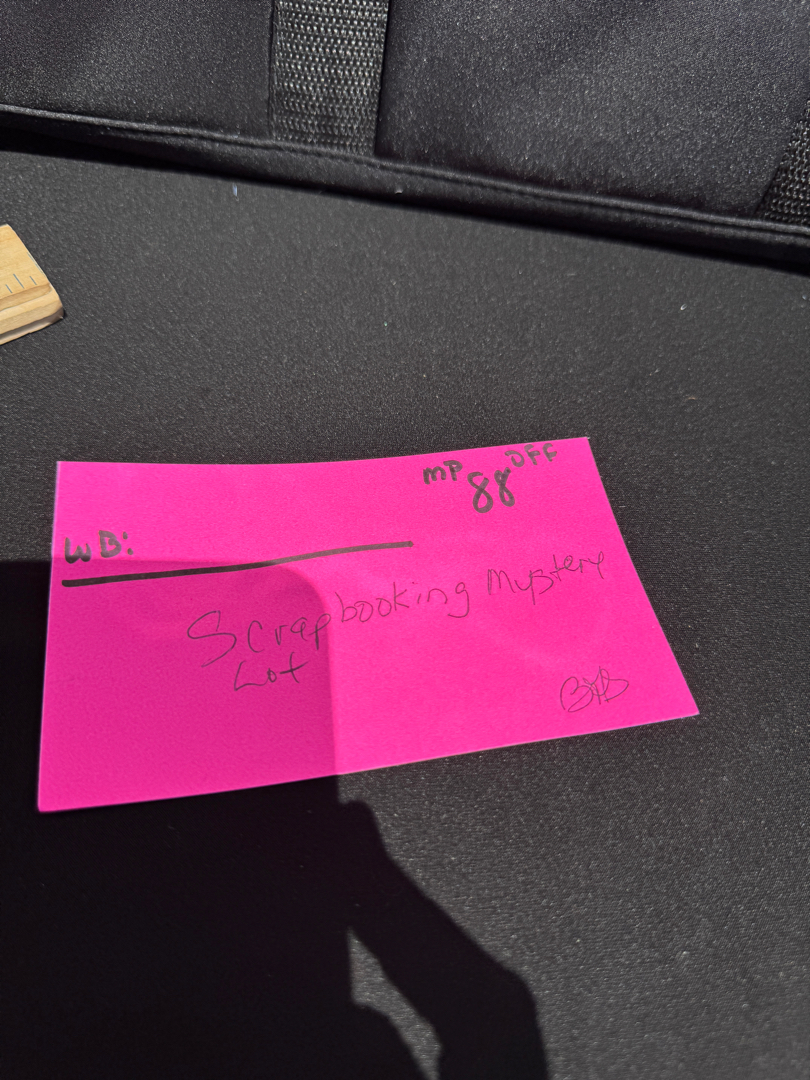 mP 88 OFF
WB:
Scrapbooking Mystery
Lot